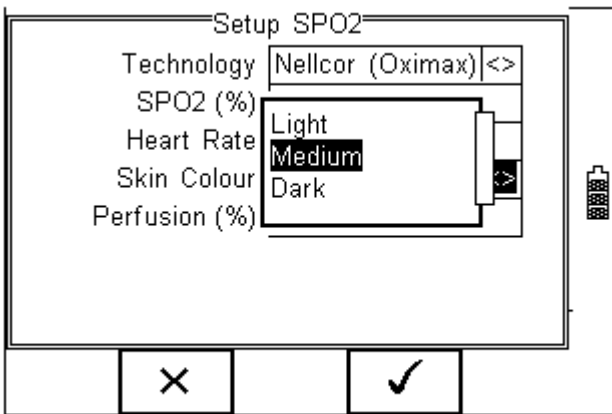 Setup SPO2
Technology Nellcor (Oximax) <>
SPO2 (%)
Light
Heart Rate
Medium
Skin Colour <>
Dark
Perfusion (%)